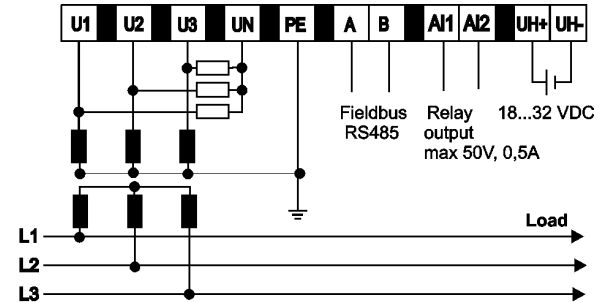 U1 U2 U3 UN PE A B AI1 AI2 UH+ UH-
Fieldbus Relay 18...32 VDC
RS485 output
max 50V, 0,5A
Load
L1
L2
L3